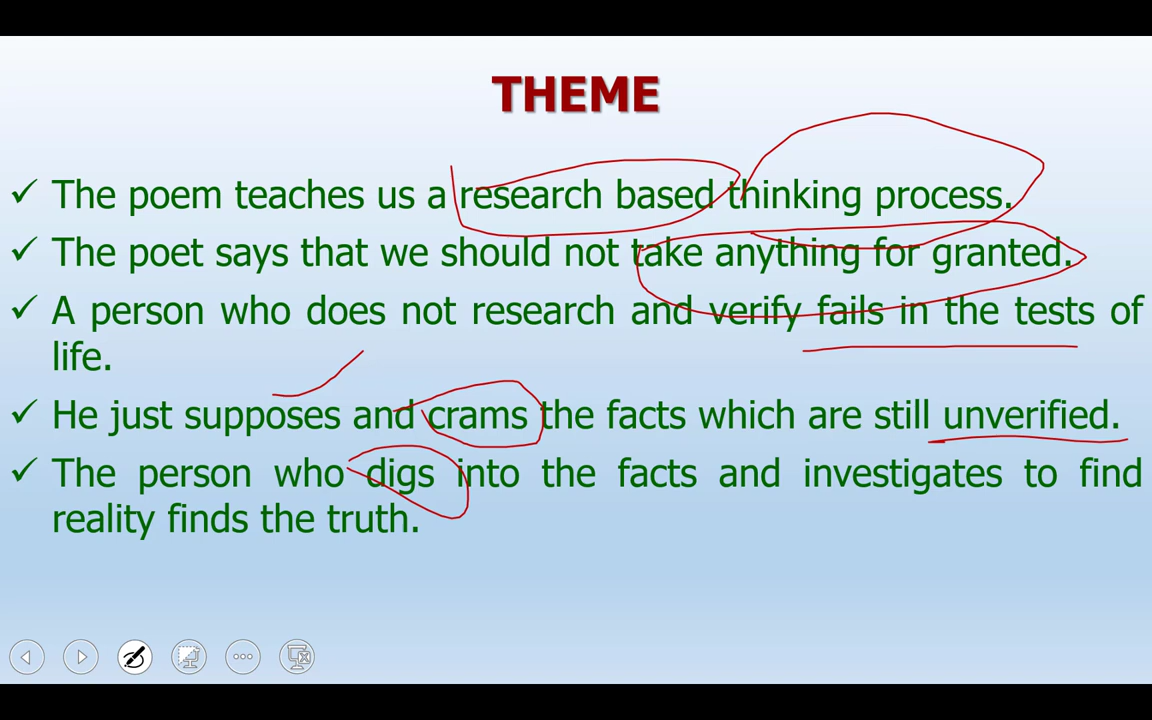 THEME
✓ The poem teaches us a research based thinking process.
✓ The poet says that we should not take anything for granted.
✓ A person who does not research and verify fails in the tests of
life.
✓ He just supposes and crams the facts which are still unverified.
✓ The person who digs into the facts and investigates to find
reality finds the truth.